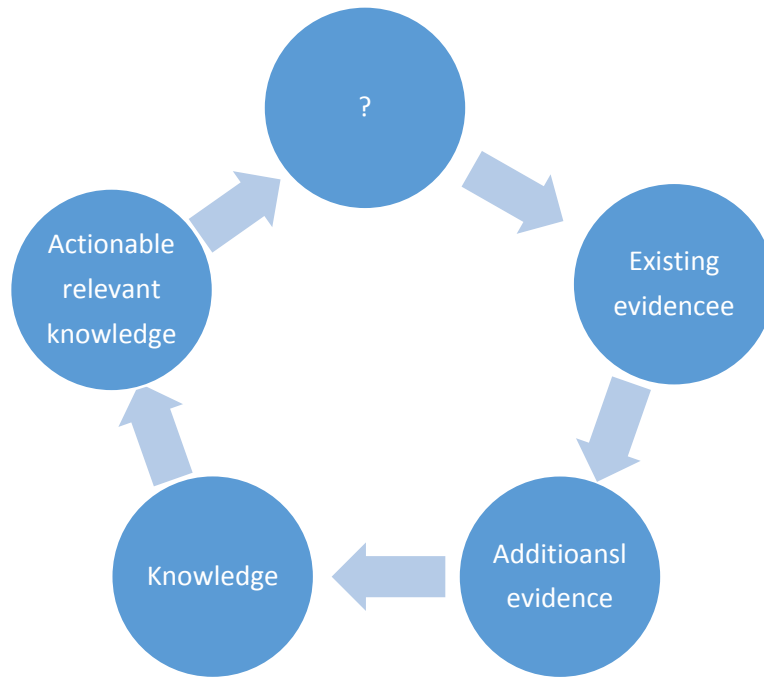 ?
Existing
evidencee
Additioansl
evidence
Knowledge
Actionable
relevant
knowledge